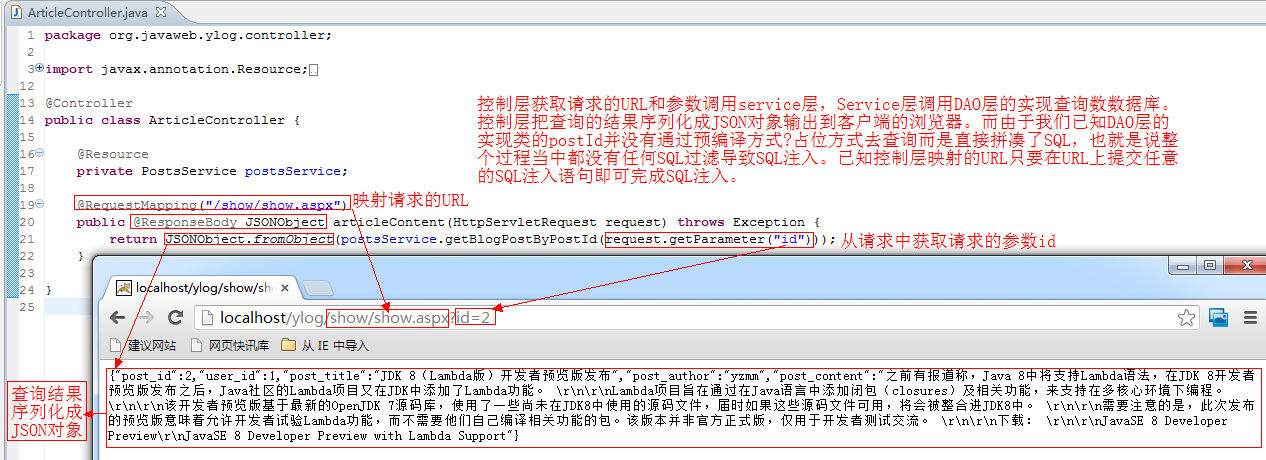 ArticleController.java
1 package org.javaweb.ylog.controller;
2
3 import javax.annotation.Resource;
12
13 @Controller
14 public class ArticleController {
15
16 @Resource
17 private PostsService postsService;
18
19 @RequestMapping("/show/show.aspx") 映射请求的URL
20 public @ResponseBody JSONObject articleContent(HttpServletRequest request) throws Exception {
21 return JSONObject.fromObject(postsService.getBlogPostByPostId(request.getParameter("id"))); 从请求中获取请求的参数id
22 }
23
24 }
25
控制层获取请求的URL和参数调用service层，Service层调用DAO层的实现查询数数据库。
控制层把查询的结果序列化成JSON对象输出到客户端的浏览器。而由于我们已知DAO层的
实现类的postId并没有通过预编译方式?占位方式去查询而是直接拼凑了SQL，也就是说整
个过程当中都没有任何SQL过滤导致SQL注入。已知控制层映射的URL只要在URL上提交任意
的SQL注入语句即可完成SQL注入。
localhost/ylog/show/sh
localhost/ylog/show/show.aspx?id=2
建议网站 网页快讯库 从 IE 中导入
{"post_id":2,"user_id":1,"post_title":"JDK 8（Lambda版）开发者预览版发布","post_author":"yzmm","post_content":"之前有报道称，Java 8中将支持Lambda语法，在JDK 8开发者
预览版发布之后，Java社区的Lambda项目又在JDK中添加了Lambda功能。 \r\n\r\nLambda项目旨在通过在Java语言中添加闭包（closures）及相关功能，来支持在多核心环境下编程。
\r\n\r\n该开发者预览版基于最新的OpenJDK 7源码库，使用了一些尚未在JDK8中使用的源码文件，届时如果这些源码文件可用，将会被整合进JDK8中。 \r\n\r\n需要注意的是，此次发布
的预览版意味着允许开发者试验Lambda功能，而不需要他们自己编译相关功能的包。该版本并非官方正式版，仅用于开发者测试交流。 \r\n\r\n下载： \r\n\r\nJavaSE 8 Developer
Preview\r\nJavaSE 8 Developer Preview with Lambda Support"}
查询结果
序列化成
JSON对象